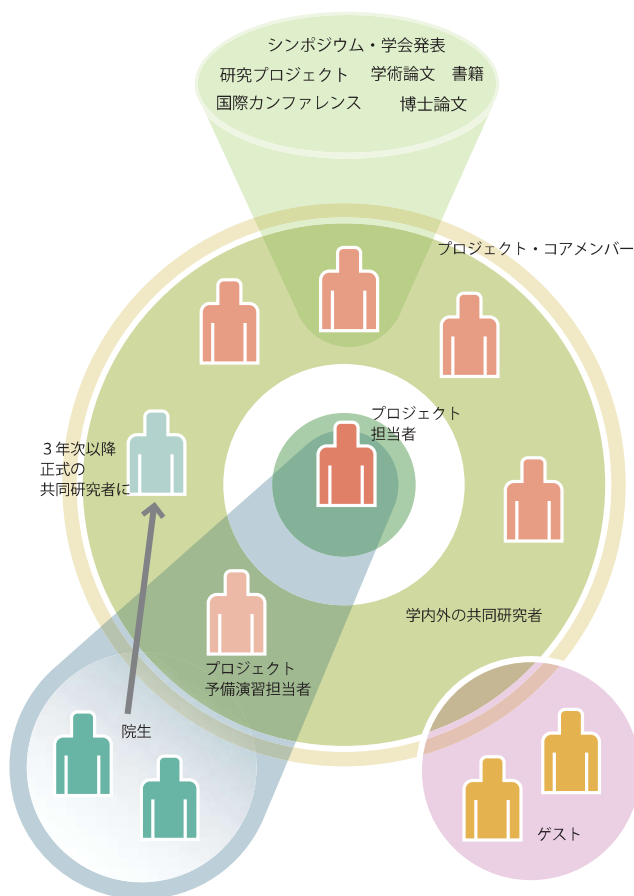 シンポジウム・学会発表
研究プロジェクト 学術論文 書籍
国際カンファレンス 博士論文
プロジェクト・コアメンバー
プロジェクト
担当者
3年次以降
正式の
共同研究者に
学内外の共同研究者
プロジェクト
予備演習担当者
院生
ゲスト